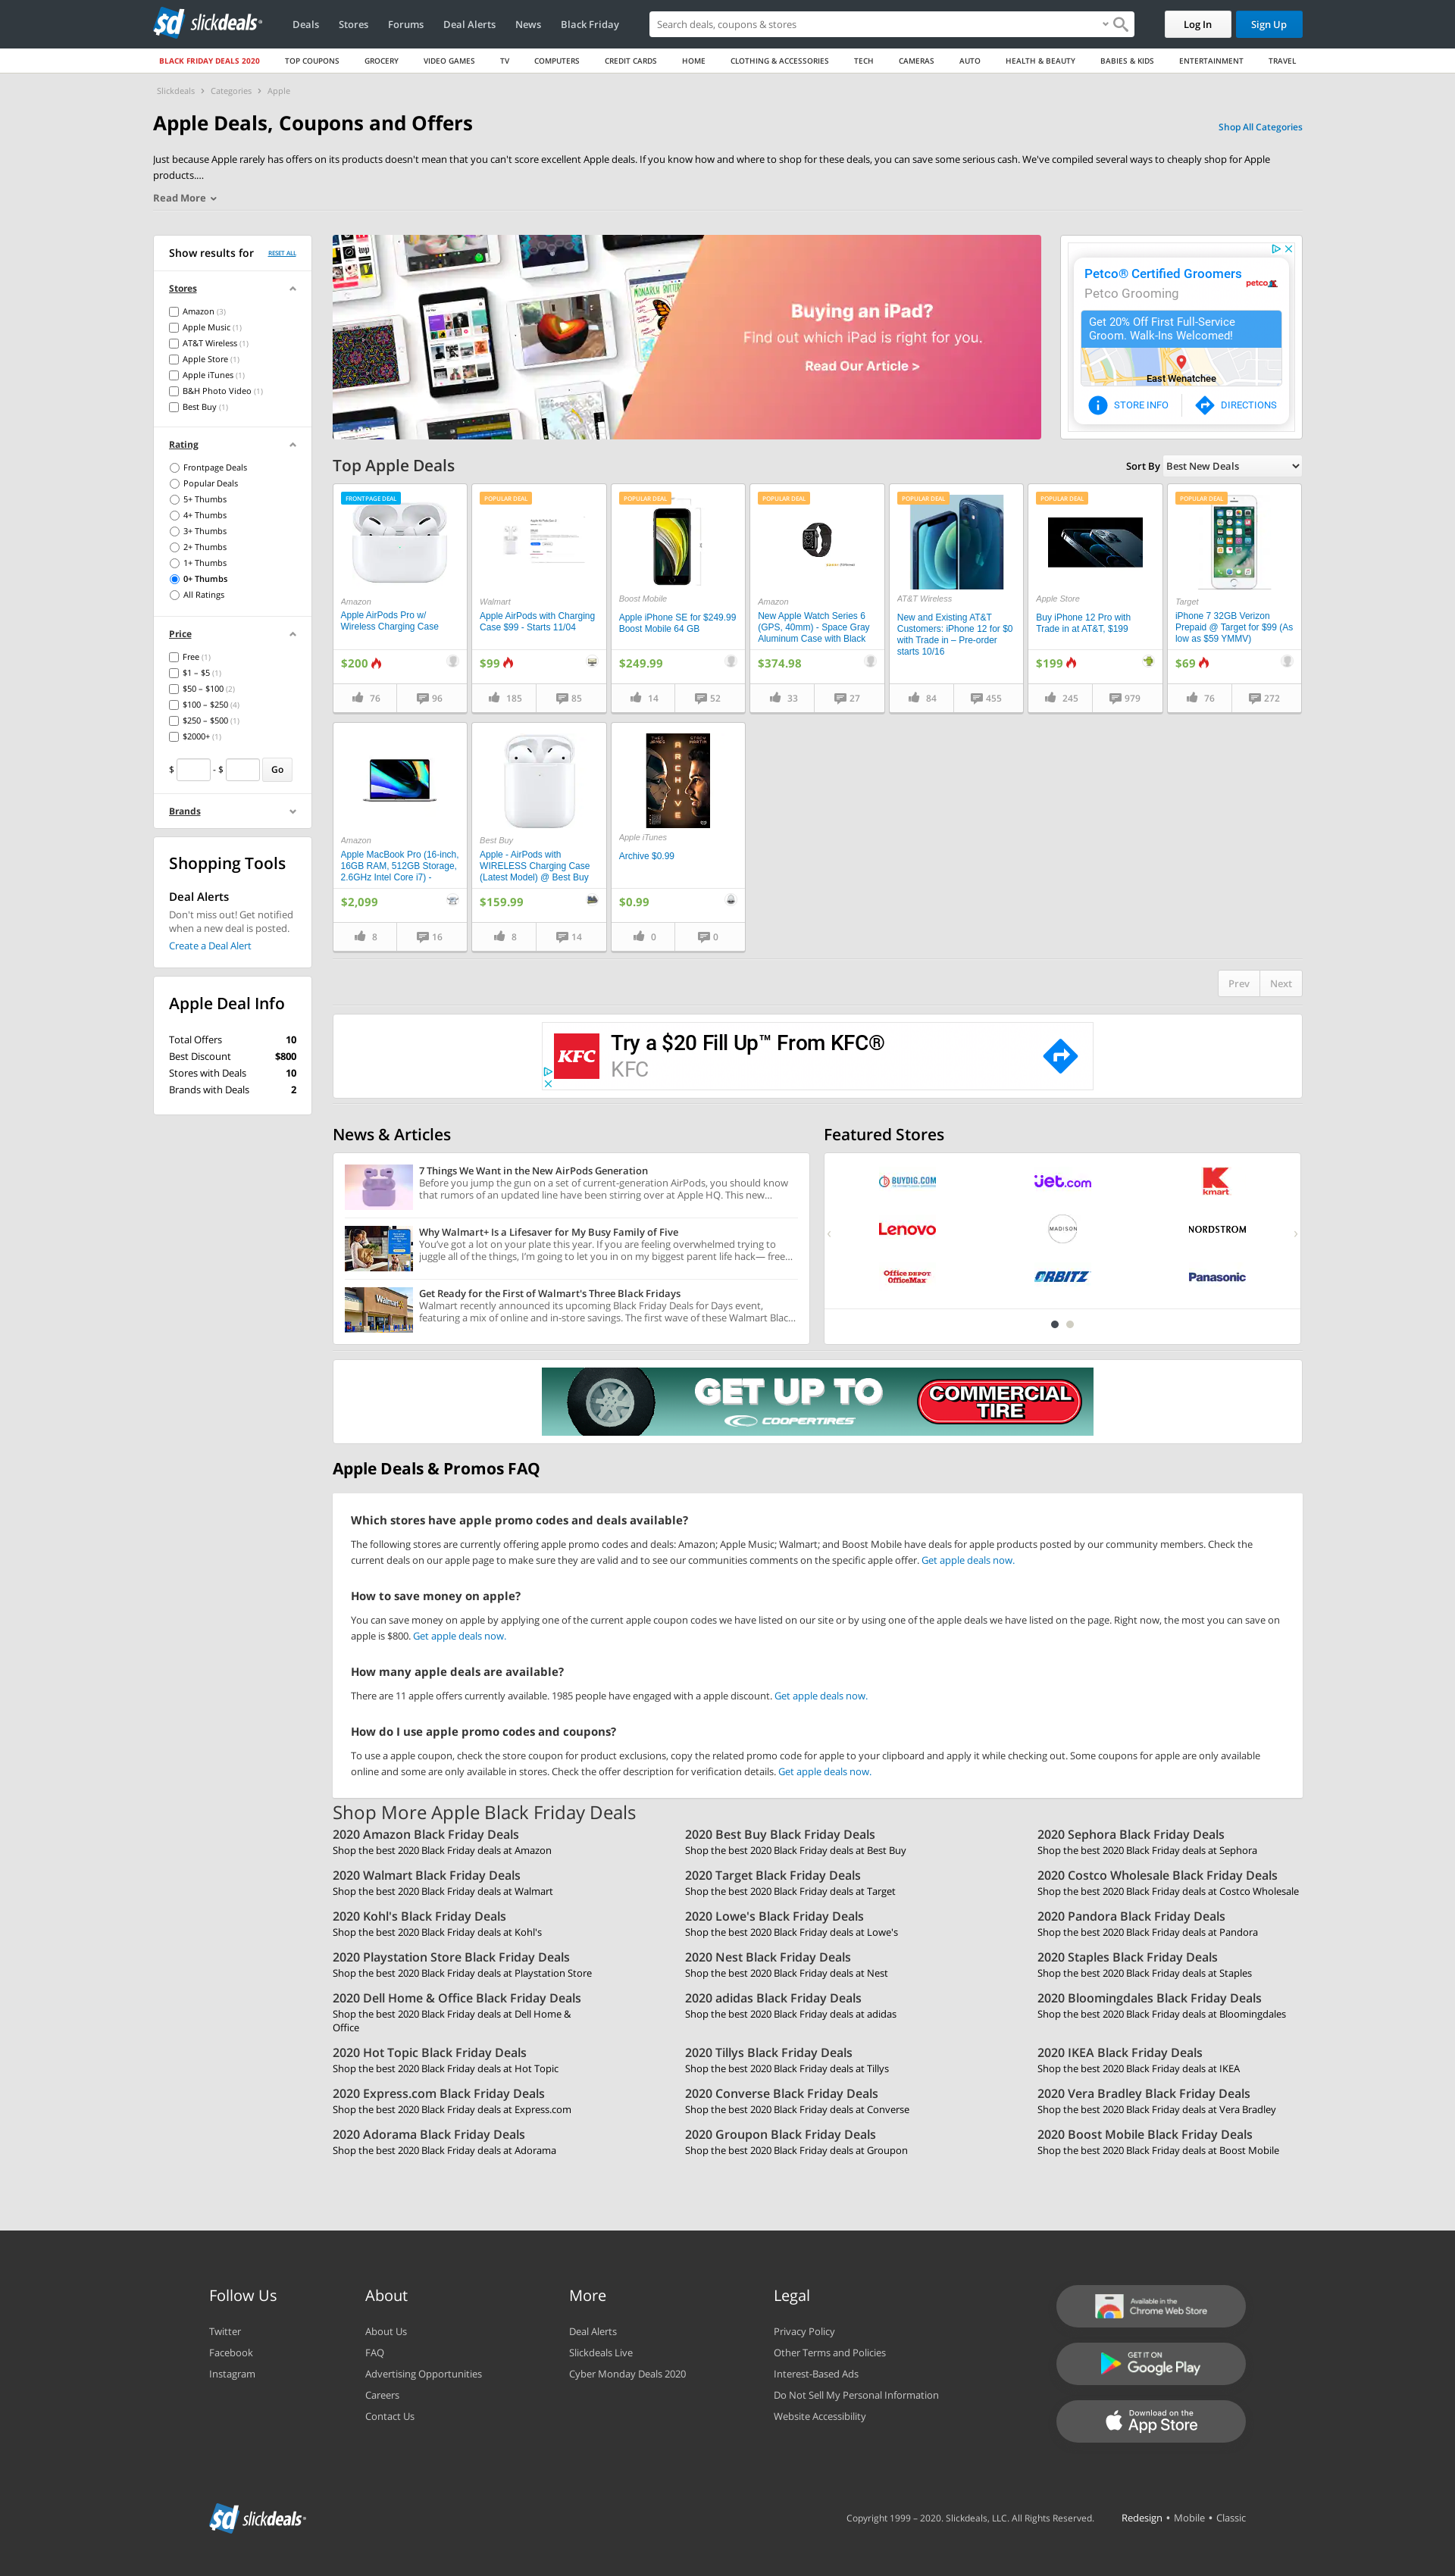 sd slickdeals
Deals
Stores
Forums
Deal Alerts
News
Black Friday
Search deals, coupons & stores
Log In
Sign Up
BLACK FRIDAY DEALS 2020
TOP COUPONS
GROCERY
VIDEO GAMES
TV
COMPUTERS
CREDIT CARDS
HOME
CLOTHING & ACCESSORIES
TECH
CAMERAS
AUTO
HEALTH & BEAUTY
BABIES & KIDS
ENTERTAINMENT
TRAVEL
Slickdeals > Categories > Apple
Apple Deals, Coupons and Offers
Shop All Categories
Just because Apple rarely has offers on its products doesn't mean that you can't score excellent Apple deals. If you know how and where to shop for these deals, you can save some serious cash. We've compiled several ways to cheaply shop for Apple
products....
Read More
Show results for
RESET ALL
Stores
Amazon (3)
Apple Music (1)
AT&T Wireless (1)
Apple Store (1)
Apple iTunes (1)
B&H Photo Video (1)
Best Buy (1)
Rating
Frontpage Deals
Popular Deals
5+ Thumbs
4+ Thumbs
3+ Thumbs
2+ Thumbs
1+ Thumbs
0+ Thumbs
All Ratings
Price
Free (1)
$1 – $5 (1)
$50 – $100 (2)
$100 – $250 (4)
$250 – $500 (1)
$2000+ (1)
$ - $ Go
Brands
Shopping Tools
Deal Alerts
Don't miss out! Get notified
when a new deal is posted.
Create a Deal Alert
Apple Deal Info
Total Offers 10
Best Discount $800
Stores with Deals 10
Brands with Deals 2
Buying an iPad?
Find out which iPad is right for you.
Read Our Article >
Petco® Certified Groomers
Petco Grooming
petco
Get 20% Off First Full-Service
Groom. Walk-Ins Welcomed!
East Wenatchee
STORE INFO
DIRECTIONS
Top Apple Deals
Sort By Best New Deals
FRONTPAGE DEAL
Amazon
Apple AirPods Pro w/
Wireless Charging Case
$200
76
96
POPULAR DEAL
Walmart
Apple AirPods with Charging
Case $99 - Starts 11/04
$99
185
85
POPULAR DEAL
Boost Mobile
Apple iPhone SE for $249.99
Boost Mobile 64 GB
$249.99
14
52
POPULAR DEAL
Amazon
New Apple Watch Series 6
(GPS, 40mm) - Space Gray
Aluminum Case with Black
$374.98
33
27
POPULAR DEAL
AT&T Wireless
New and Existing AT&T
Customers: iPhone 12 for $0
with Trade in – Pre-order
starts 10/16
84
455
POPULAR DEAL
Apple Store
Buy iPhone 12 Pro with
Trade in at AT&T, $199
$199
245
979
POPULAR DEAL
Target
iPhone 7 32GB Verizon
Prepaid @ Target for $99 (As
low as $59 YMMV)
$69
76
272
Amazon
Apple MacBook Pro (16-inch,
16GB RAM, 512GB Storage,
2.6GHz Intel Core i7) -
$2,099
8
16
Best Buy
Apple - AirPods with
WIRELESS Charging Case
(Latest Model) @ Best Buy
$159.99
8
14
ARCHIVE
Apple iTunes
Archive $0.99
$0.99
0
0
Prev
Next
KFC
Try a $20 Fill Up™ From KFC®
KFC
News & Articles
7 Things We Want in the New AirPods Generation
Before you jump the gun on a set of current-generation AirPods, you should know
that rumors of an updated line have been stirring over at Apple HQ. This new...
Why Walmart+ Is a Lifesaver for My Busy Family of Five
You've got a lot on your plate this year. If you are feeling overwhelmed trying to
juggle all of the things, I'm going to let you in on my biggest parent life hack— free...
Walmart
Get Ready for the First of Walmart's Three Black Fridays
Walmart recently announced its upcoming Black Friday Deals for Days event,
featuring a mix of online and in-store savings. The first wave of these Walmart Blac...
Featured Stores
BUYDIG.COM
Jet.com
K
kmart
Lenovo
MADISON
NORDSTROM
Office DEPOT
OfficeMax
ORBITZ
Panasonic
GET UP TO
COOPERTIRES
COMMERCIAL
TIRE
Apple Deals & Promos FAQ
Which stores have apple promo codes and deals available?
The following stores are currently offering apple promo codes and deals: Amazon; Apple Music; Walmart; and Boost Mobile have deals for apple products posted by our community members. Check the
current deals on our apple page to make sure they are valid and to see our communities comments on the specific apple offer. Get apple deals now.
How to save money on apple?
You can save money on apple by applying one of the current apple coupon codes we have listed on our site or by using one of the apple deals we have listed on the page. Right now, the most you can save on
apple is $800. Get apple deals now.
How many apple deals are available?
There are 11 apple offers currently available. 1985 people have engaged with a apple discount. Get apple deals now.
How do I use apple promo codes and coupons?
To use a apple coupon, check the store coupon for product exclusions, copy the related promo code for apple to your clipboard and apply it while checking out. Some coupons for apple are only available
online and some are only available in stores. Check the offer description for verification details. Get apple deals now.
Shop More Apple Black Friday Deals
2020 Amazon Black Friday Deals
Shop the best 2020 Black Friday deals at Amazon
2020 Best Buy Black Friday Deals
Shop the best 2020 Black Friday deals at Best Buy
2020 Sephora Black Friday Deals
Shop the best 2020 Black Friday deals at Sephora
2020 Walmart Black Friday Deals
Shop the best 2020 Black Friday deals at Walmart
2020 Target Black Friday Deals
Shop the best 2020 Black Friday deals at Target
2020 Costco Wholesale Black Friday Deals
Shop the best 2020 Black Friday deals at Costco Wholesale
2020 Kohl's Black Friday Deals
Shop the best 2020 Black Friday deals at Kohl's
2020 Lowe's Black Friday Deals
Shop the best 2020 Black Friday deals at Lowe's
2020 Pandora Black Friday Deals
Shop the best 2020 Black Friday deals at Pandora
2020 Playstation Store Black Friday Deals
Shop the best 2020 Black Friday deals at Playstation Store
2020 Nest Black Friday Deals
Shop the best 2020 Black Friday deals at Nest
2020 Staples Black Friday Deals
Shop the best 2020 Black Friday deals at Staples
2020 Dell Home & Office Black Friday Deals
Shop the best 2020 Black Friday deals at Dell Home &
Office
2020 adidas Black Friday Deals
Shop the best 2020 Black Friday deals at adidas
2020 Bloomingdales Black Friday Deals
Shop the best 2020 Black Friday deals at Bloomingdales
2020 Hot Topic Black Friday Deals
Shop the best 2020 Black Friday deals at Hot Topic
2020 Tillys Black Friday Deals
Shop the best 2020 Black Friday deals at Tillys
2020 IKEA Black Friday Deals
Shop the best 2020 Black Friday deals at IKEA
2020 Express.com Black Friday Deals
Shop the best 2020 Black Friday deals at Express.com
2020 Converse Black Friday Deals
Shop the best 2020 Black Friday deals at Converse
2020 Vera Bradley Black Friday Deals
Shop the best 2020 Black Friday deals at Vera Bradley
2020 Adorama Black Friday Deals
Shop the best 2020 Black Friday deals at Adorama
2020 Groupon Black Friday Deals
Shop the best 2020 Black Friday deals at Groupon
2020 Boost Mobile Black Friday Deals
Shop the best 2020 Black Friday deals at Boost Mobile
Follow Us
Twitter
Facebook
Instagram
About
About Us
FAQ
Advertising Opportunities
Careers
Contact Us
More
Deal Alerts
Slickdeals Live
Cyber Monday Deals 2020
Legal
Privacy Policy
Other Terms and Policies
Interest-Based Ads
Do Not Sell My Personal Information
Website Accessibility
Available in the
Chrome Web Store
GET IT ON
Google Play
Download on the
App Store
sd slickdeals
Copyright 1999 – 2020. Slickdeals, LLC. All Rights Reserved.
Redesign • Mobile • Classic